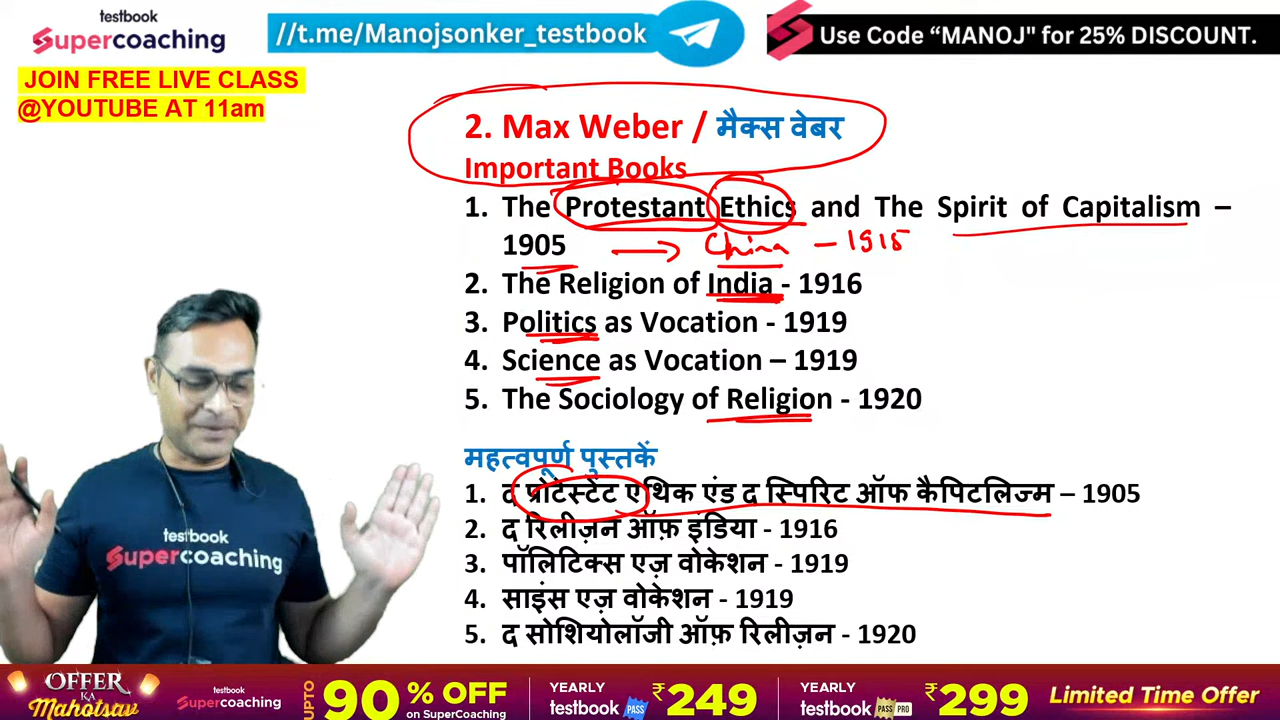 testbook
Supercoaching
//t.me/Manojsonker_testbook
Use Code “MANOJ" for 25% DISCOUNT.
JOIN FREE LIVE CLASS
@YOUTUBE AT 11am
2. Max Weber / मैक्स वेबर
Important Books
1. The Protestant Ethics and The Spirit of Capitalism –
1905 → China – 1915
2. The Religion of India - 1916
3. Politics as Vocation - 1919
4. Science as Vocation – 1919
5. The Sociology of Religion - 1920
महत्वपूर्ण पुस्तकें
1. द प्रोटेस्टेंट एथिक एंड द स्पिरिट ऑफ कैपिटलिज्म – 1905
2. द रिलीज़न ऑफ़ इंडिया - 1916
3. पॉलिटिक्स एज़ वोकेशन - 1919
4. साइंस एज़ वोकेशन - 1919
5. द सोशियोलॉजी ऑफ़ रिलीज़न - 1920
testbook
Supercoaching
OFFER
KA
Mahotsav
testbook
Supercoaching
UPTO 90% OFF
on SuperCoaching
YEARLY
testbook PASS
₹249
YEARLY
testbook PASS PRO
₹299
Limited Time Offer